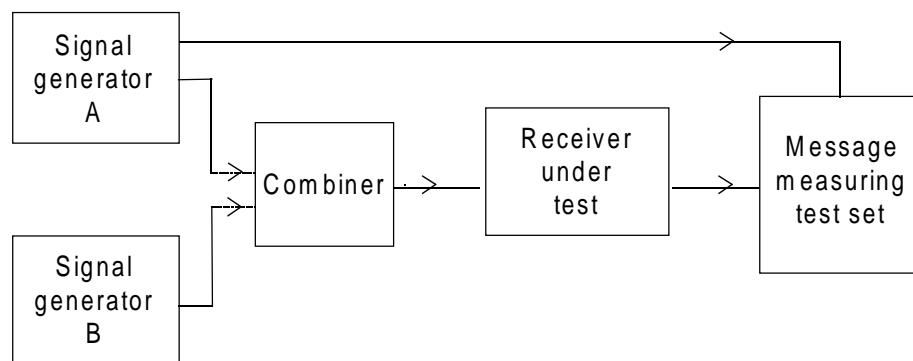 Signal
generator
A
Combiner
Receiver
under
test
Message
measuring
test set
Signal
generator
B